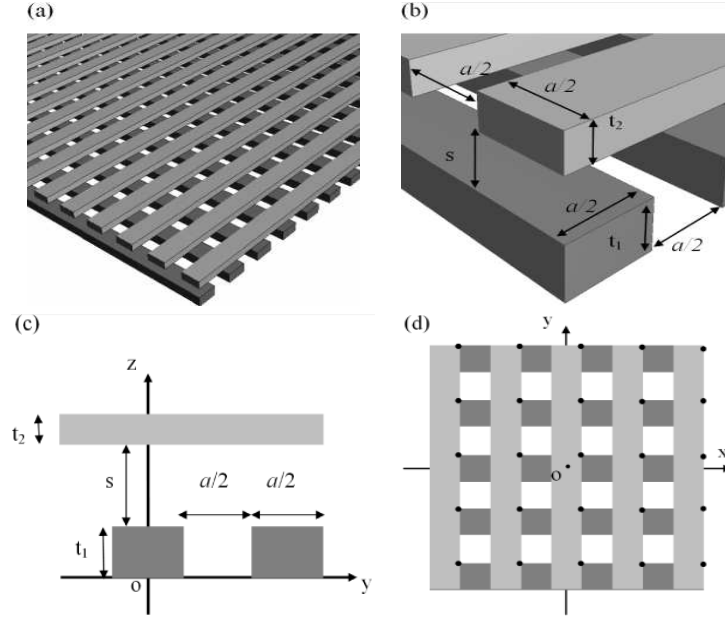 (a)
(b)
a/2
a/2
t₂
s
a/2
t₁
a/2
(c)
z
t₂
s
a/2
a/2
t₁
o
y
(d)
y
x
o